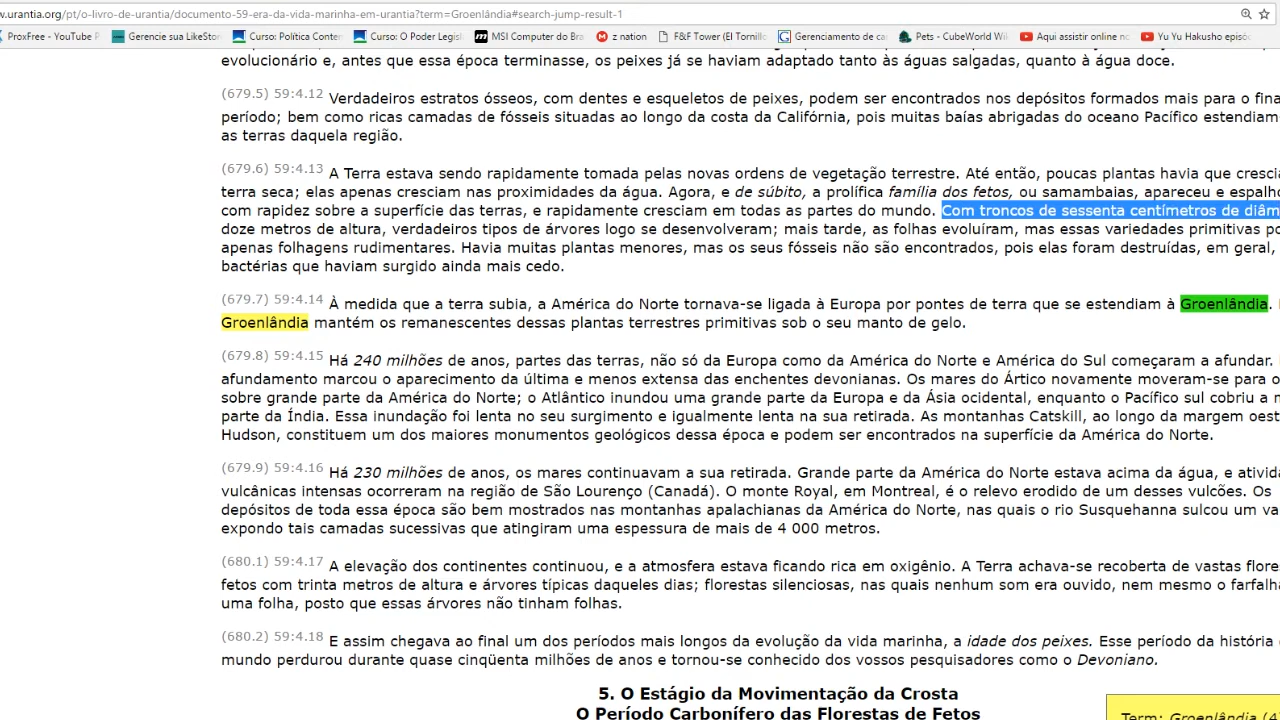 w.urantia.org/pt/o-livro-de-urantia/documento-59-era-da-vida-marinha-em-urantia?term=Groenlândia#search-jump-result-1
ProxFree - YouTube P Gerencie sua LikeStor Curso: Política Conten Curso: O Poder Legisl MSI Computer do Bra z nation F&F Tower (El Tornillo Gerenciamento de ca Pets - CubeWorld Wik Aqui assistir online no Yu Yu Hakusho episód
evolucionário e, antes que essa época terminasse, os peixes já se haviam adaptado tanto às águas salgadas, quanto à água doce.
(679.5) 59:4.12 Verdadeiros estratos ósseos, com dentes e esqueletos de peixes, podem ser encontrados nos depósitos formados mais para o fina
período; bem como ricas camadas de fósseis situadas ao longo da costa da Califórnia, pois muitas baías abrigadas do oceano Pacífico estendiam-
as terras daquela região.
(679.6) 59:4.13 A Terra estava sendo rapidamente tomada pelas novas ordens de vegetação terrestre. Até então, poucas plantas havia que cresci
terra seca; elas apenas cresciam nas proximidades da água. Agora, e de súbito, a prolífica família dos fetos, ou samambaias, apareceu e espalho
com rapidez sobre a superfície das terras, e rapidamente cresciam em todas as partes do mundo. Com troncos de sessenta centímetros de diâm
doze metros de altura, verdadeiros tipos de árvores logo se desenvolveram; mais tarde, as folhas evoluíram, mas essas variedades primitivas po
apenas folhagens rudimentares. Havia muitas plantas menores, mas os seus fósseis não são encontrados, pois elas foram destruídas, em geral,
bactérias que haviam surgido ainda mais cedo.
(679.7) 59:4.14 À medida que a terra subia, a América do Norte tornava-se ligada à Europa por pontes de terra que se estendiam à Groenlândia.
Groenlândia mantém os remanescentes dessas plantas terrestres primitivas sob o seu manto de gelo.
(679.8) 59:4.15 Há 240 milhões de anos, partes das terras, não só da Europa como da América do Norte e América do Sul começaram a afundar.
afundamento marcou o aparecimento da última e menos extensa das enchentes devonianas. Os mares do Ártico novamente moveram-se para o
sobre grande parte da América do Norte; o Atlântico inundou uma grande parte da Europa e da Ásia ocidental, enquanto o Pacífico sul cobriu a m
parte da Índia. Essa inundação foi lenta no seu surgimento e igualmente lenta na sua retirada. As montanhas Catskill, ao longo da margem oest
Hudson, constituem um dos maiores monumentos geológicos dessa época e podem ser encontrados na superfície da América do Norte.
(679.9) 59:4.16 Há 230 milhões de anos, os mares continuavam a sua retirada. Grande parte da América do Norte estava acima da água, e ativida
vulcânicas intensas ocorreram na região de São Lourenço (Canadá). O monte Royal, em Montreal, é o relevo erodido de um desses vulcões. Os
depósitos de toda essa época são bem mostrados nas montanhas apalachianas da América do Norte, nas quais o rio Susquehanna sulcou um va
expondo tais camadas sucessivas que atingiram uma espessura de mais de 4 000 metros.
(680.1) 59:4.17 A elevação dos continentes continuou, e a atmosfera estava ficando rica em oxigênio. A Terra achava-se recoberta de vastas flores
fetos com trinta metros de altura e árvores típicas daqueles dias; florestas silenciosas, nas quais nenhum som era ouvido, nem mesmo o farfalha
uma folha, posto que essas árvores não tinham folhas.
(680.2) 59:4.18 E assim chegava ao final um dos períodos mais longos da evolução da vida marinha, a idade dos peixes. Esse período da história
mundo perdurou durante quase cinqüenta milhões de anos e tornou-se conhecido dos vossos pesquisadores como o Devoniano.
5. O Estágio da Movimentação da Crosta
O Período Carbonífero das Florestas de Fetos
Term: Groenlândia (4